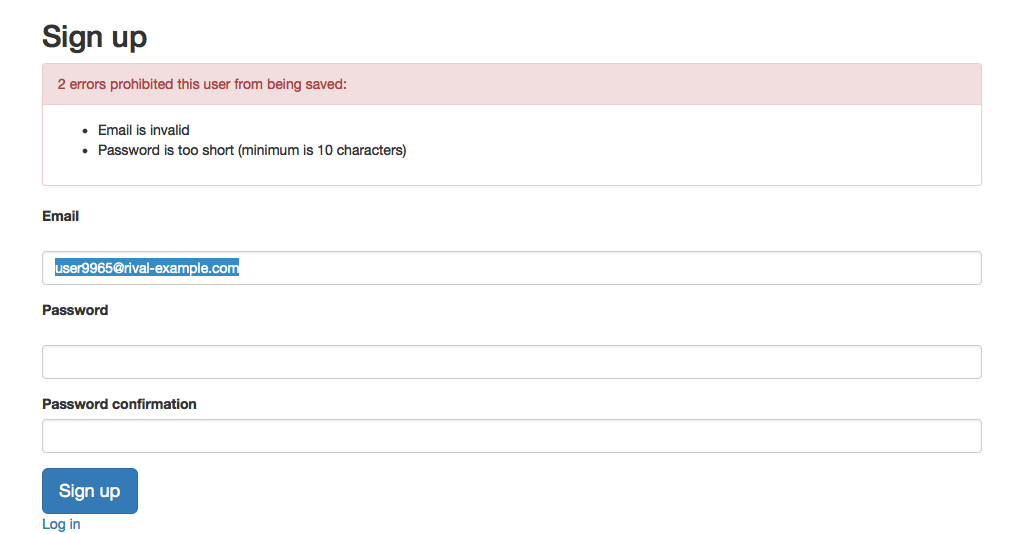 Sign up
2 errors prohibited this user from being saved:
Email is invalid
Password is too short (minimum is 10 characters)
Email
user9965@rival-example.com
Password
Password confirmation
Sign up
Log in